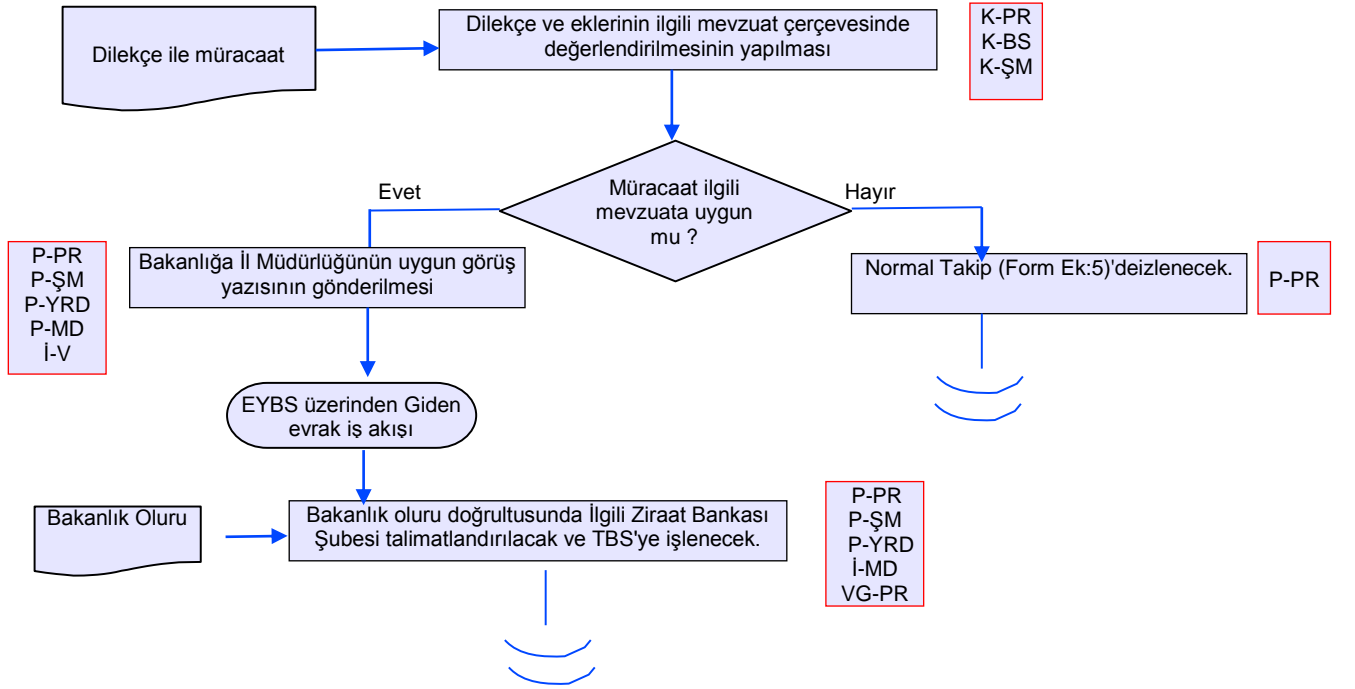 Dilekçe ile müracaat
Dilekçe ve eklerinin ilgili mevzuat çerçevesinde
değerlendirilmesinin yapılması
K-PR
K-BS
K-ŞM
Müracaat ilgili
mevzuata uygun
mu ?
Evet
Hayır
P-PR
P-ŞM
P-YRD
P-MD
İ-V
Bakanlığa İl Müdürlüğünün uygun görüş
yazısının gönderilmesi
Normal Takip (Form Ek:5)'deizlenecek.
P-PR
EYBS üzerinden Giden
evrak iş akışı
Bakanlık Oluru
Bakanlık oluru doğrultusunda İlgili Ziraat Bankası
Şubesi talimatlandırılacak ve TBS'ye işlenecek.
P-PR
P-ŞM
P-YRD
İ-MD
VG-PR